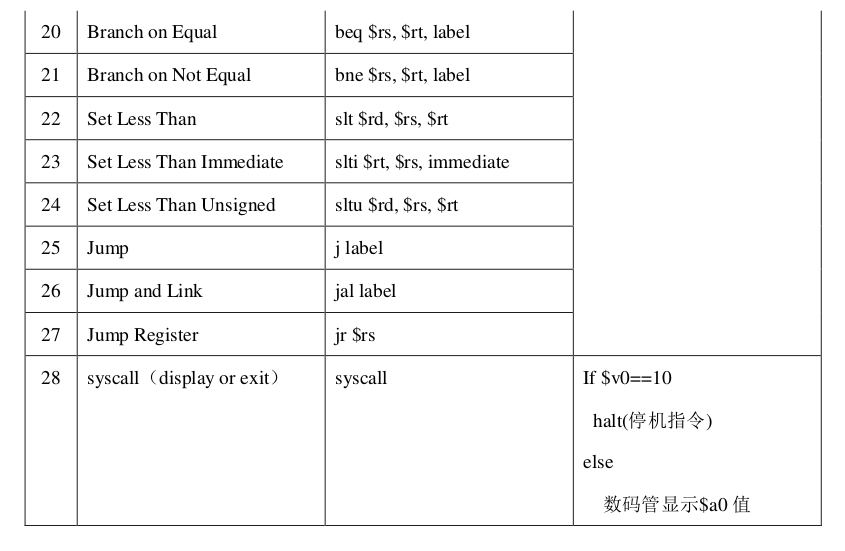 20 Branch on Equal beq $rs, $rt, label
21 Branch on Not Equal bne $rs, $rt, label
22 Set Less Than slt $rd, $rs, $rt
23 Set Less Than Immediate slti $rt, $rs, immediate
24 Set Less Than Unsigned sltu $rd, $rs, $rt
25 Jump j label
26 Jump and Link jal label
27 Jump Register jr $rs
28 syscall（display or exit） syscall If $v0==10
halt(停机指令)
else
数码管显示$a0 值